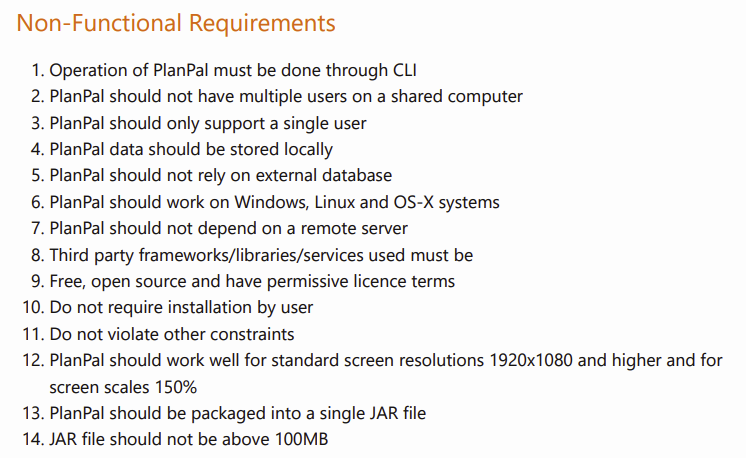 Non-Functional Requirements
1. Operation of PlanPal must be done through CLI
2. PlanPal should not have multiple users on a shared computer
3. PlanPal should only support a single user
4. PlanPal data should be stored locally
5. PlanPal should not rely on external database
6. PlanPal should work on Windows, Linux and OS-X systems
7. PlanPal should not depend on a remote server
8. Third party frameworks/libraries/services used must be
9. Free, open source and have permissive licence terms
10. Do not require installation by user
11. Do not violate other constraints
12. PlanPal should work well for standard screen resolutions 1920x1080 and higher and for
screen scales 150%
13. PlanPal should be packaged into a single JAR file
14. JAR file should not be above 100MB